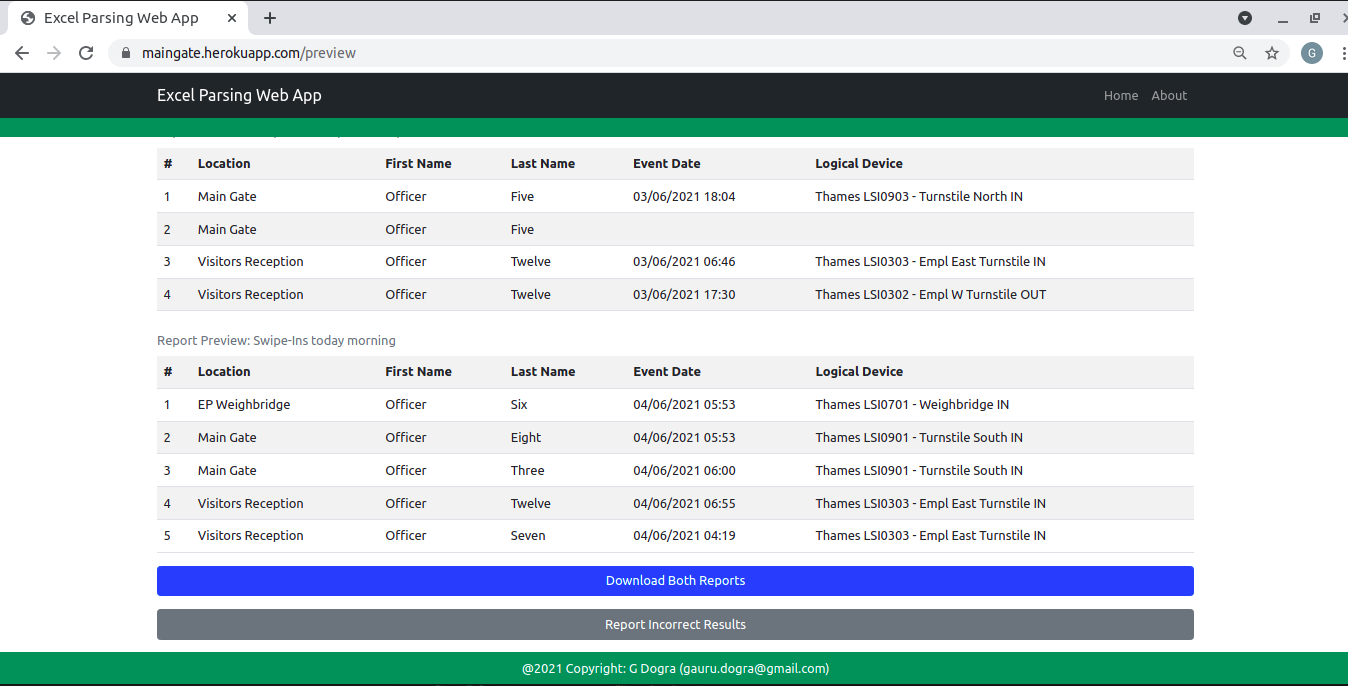 Excel Parsing Web App
maingate.herokuapp.com/preview
G
Excel Parsing Web App Home About
# Location First Name Last Name Event Date Logical Device
1 Main Gate Officer Five 03/06/2021 18:04 Thames LSI0903 - Turnstile North IN
2 Main Gate Officer Five
3 Visitors Reception Officer Twelve 03/06/2021 06:46 Thames LSI0303 - Empl East Turnstile IN
4 Visitors Reception Officer Twelve 03/06/2021 17:30 Thames LSI0302 - Empl W Turnstile OUT
Report Preview: Swipe-Ins today morning
# Location First Name Last Name Event Date Logical Device
1 EP Weighbridge Officer Six 04/06/2021 05:53 Thames LSI0701 - Weighbridge IN
2 Main Gate Officer Eight 04/06/2021 05:53 Thames LSI0901 - Turnstile South IN
3 Main Gate Officer Three 04/06/2021 06:00 Thames LSI0901 - Turnstile South IN
4 Visitors Reception Officer Twelve 04/06/2021 06:55 Thames LSI0303 - Empl East Turnstile IN
5 Visitors Reception Officer Seven 04/06/2021 04:19 Thames LSI0303 - Empl East Turnstile IN
Download Both Reports
Report Incorrect Results
@2021 Copyright: G Dogra (gauru.dogra@gmail.com)